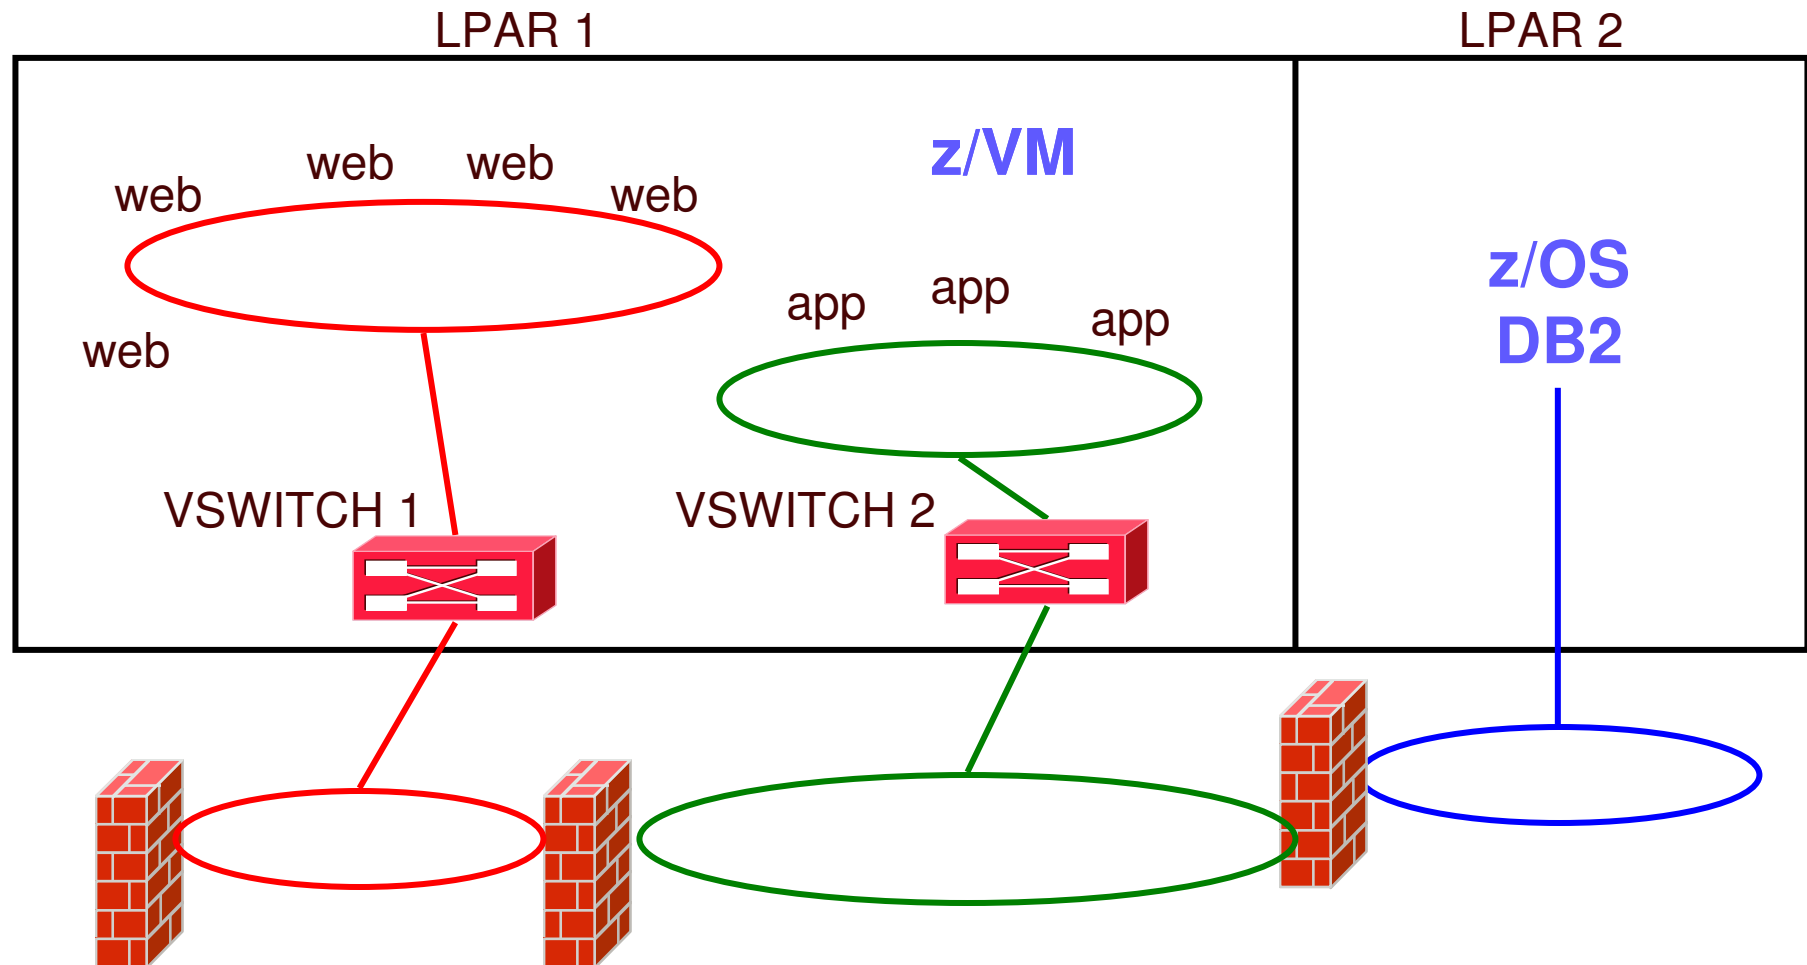 LPAR 1
LPAR 2
z/VM
web
web
web
web
web
app
app
app
z/OS
DB2
VSWITCH 1
VSWITCH 2